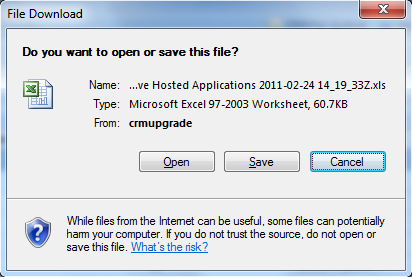 File Download
Do you want to open or save this file?
Name: ...ve Hosted Applications 2011-02-24 14_19_33Z.xls
Type: Microsoft Excel 97-2003 Worksheet, 60.7KB
From: crmupgrade
Open Save Cancel
While files from the Internet can be useful, some files can potentially
harm your computer. If you do not trust the source, do not open or
save this file. What's the risk?